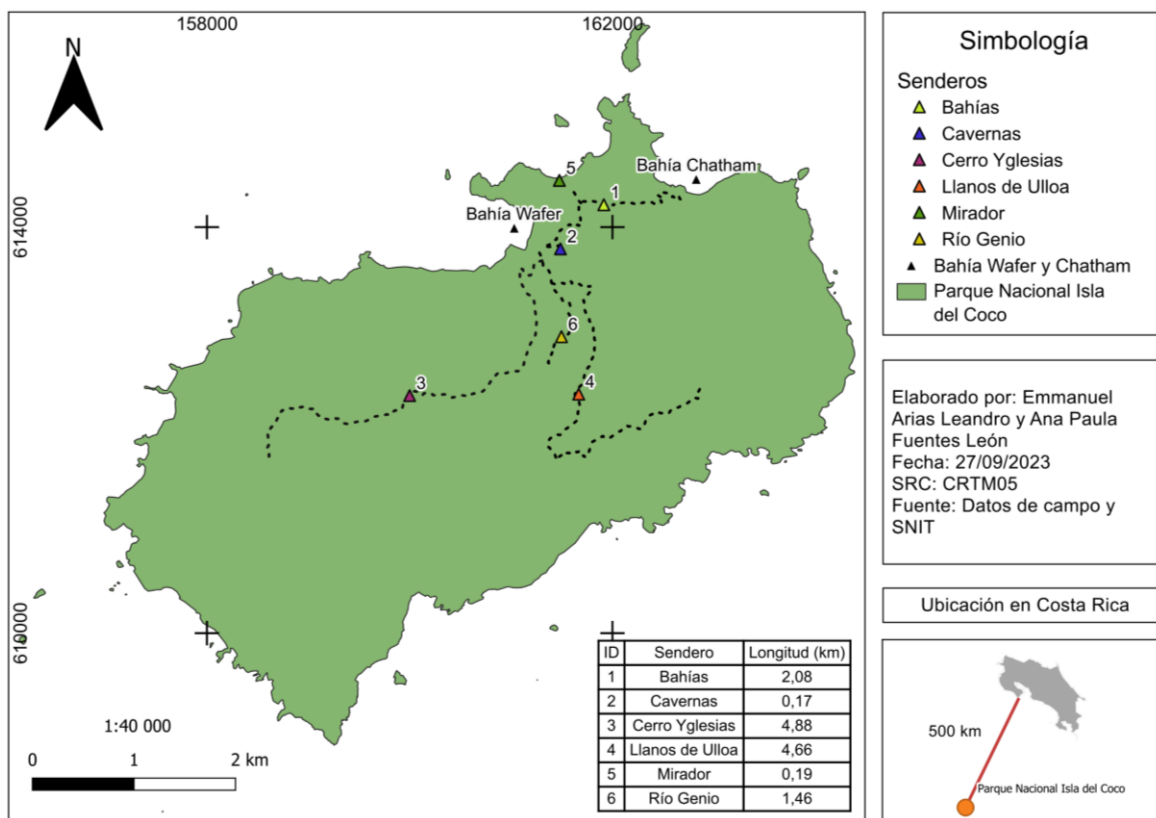 158000
162000
N
614000
610000
5
Bahía Chatham
1
Bahía Wafer
2
6
3
4
1:40 000
0
1
2 km
ID Sendero Longitud (km)
1 Bahías 2,08
2 Cavernas 0,17
3 Cerro Yglesias 4,88
4 Llanos de Ulloa 4,66
5 Mirador 0,19
6 Río Genio 1,46
Simbología
Senderos
Bahías
Cavernas
Cerro Yglesias
Llanos de Ulloa
Mirador
Río Genio
Bahía Wafer y Chatham
Parque Nacional Isla
del Coco
Elaborado por: Emmanuel
Arias Leandro y Ana Paula
Fuentes León
Fecha: 27/09/2023
SRC: CRTM05
Fuente: Datos de campo y
SNIT
Ubicación en Costa Rica
500 km
Parque Nacional Isla del Coco